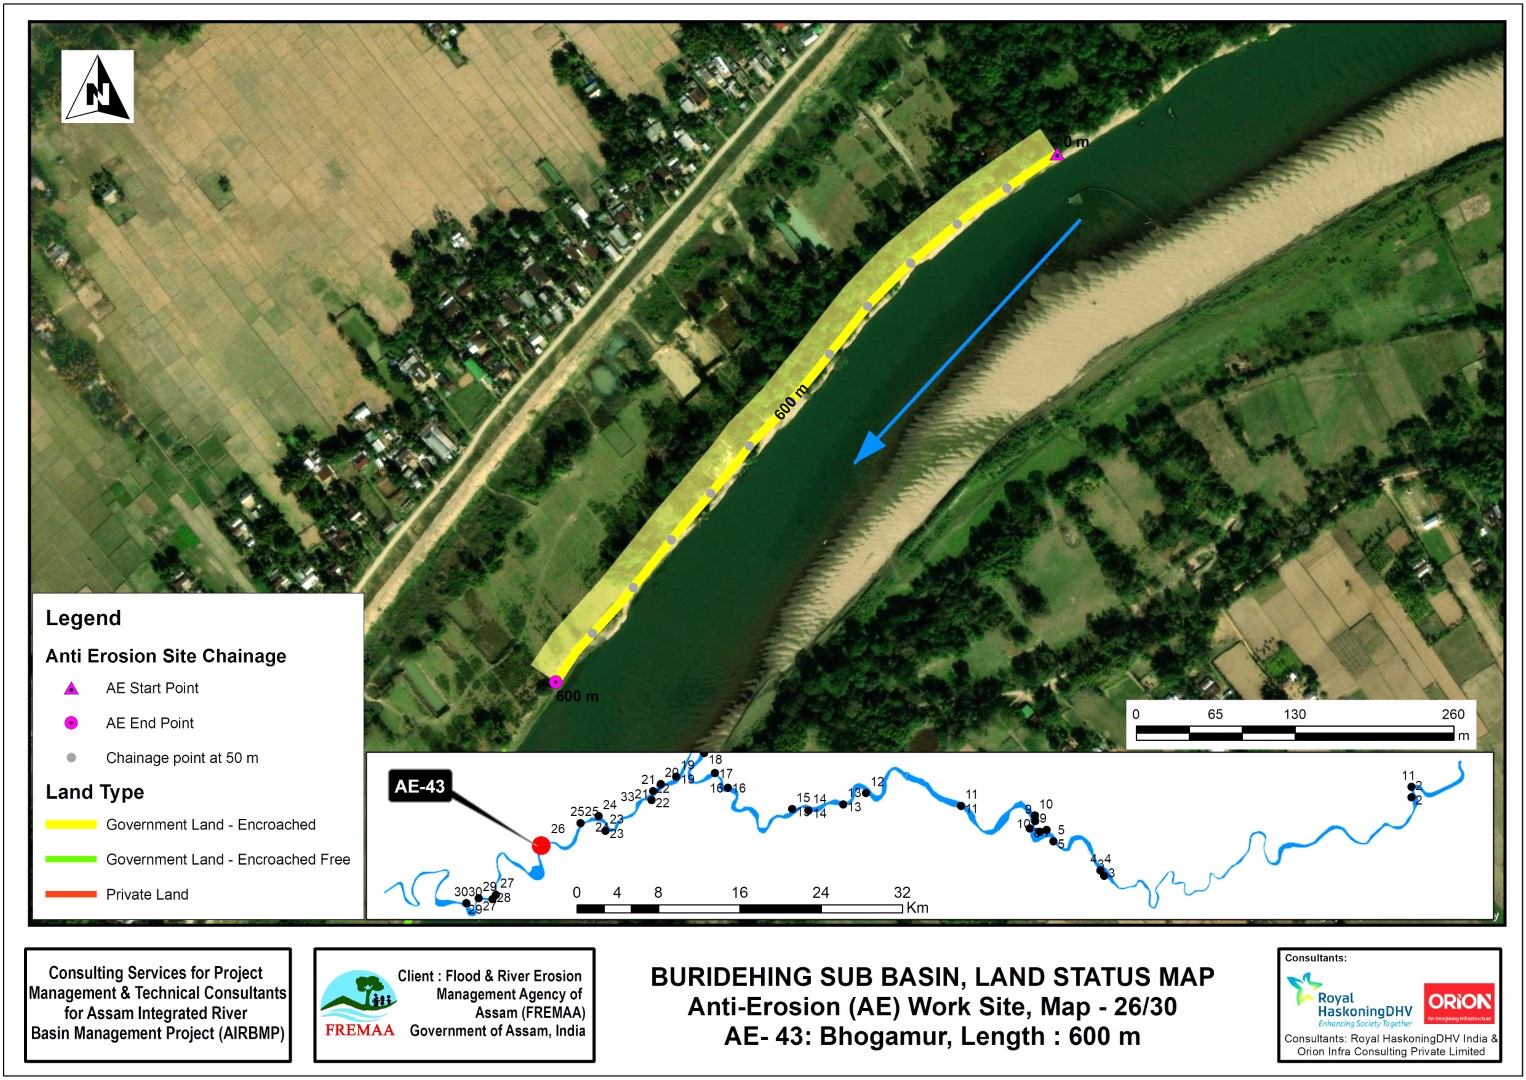 N
0 m
600 m
600 m
Legend
Anti Erosion Site Chainage
AE Start Point
AE End Point
Chainage point at 50 m
Land Type
Government Land - Encroached
Government Land - Encroached Free
Private Land
0 65 130 260
m
AE-43
18
19
20 19 17
21 16 16
22
33 21 22
24
25 25 23
24 23
26
15 14
15 14
13 12
13
11
11
10
9 9
10
5
5
4 4
3 3
11
2
2
30 30 29 27
28
29 27
0 4 8 16 24 32
Km
Consulting Services for Project
Management & Technical Consultants
for Assam Integrated River
Basin Management Project (AIRBMP)
FREMAA
Client : Flood & River Erosion
Management Agency of
Assam (FREMAA)
Government of Assam, India
BURIDEHING SUB BASIN, LAND STATUS MAP
Anti-Erosion (AE) Work Site, Map - 26/30
AE- 43: Bhogamur, Length : 600 m
Consultants:
Royal
HaskoningDHV
Enhancing Society Together
ORION
Re-imagining Infrastructure
Consultants: Royal HaskoningDHV India &
Orion Infra Consulting Private Limited